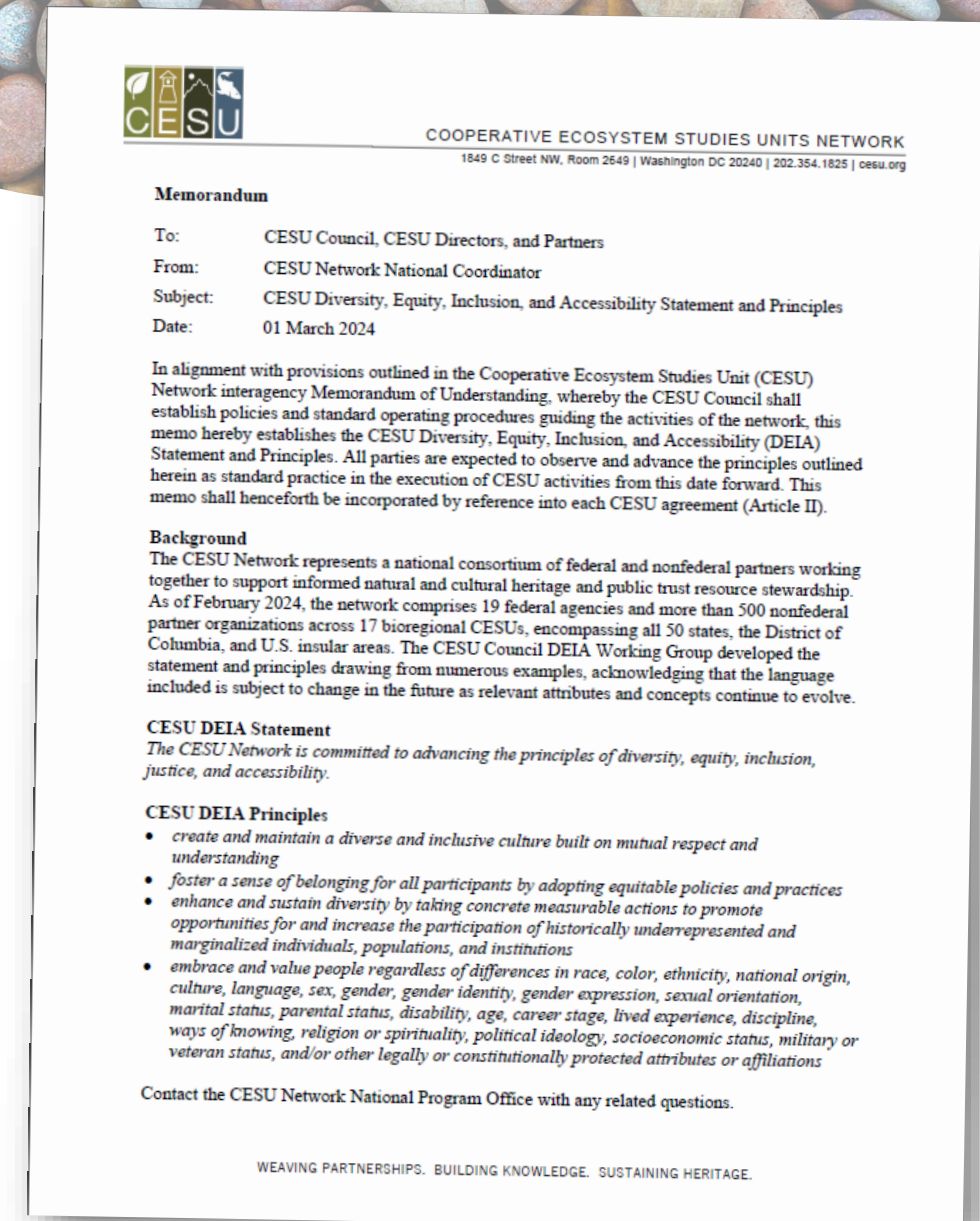 CESU
COOPERATIVE ECOSYSTEM STUDIES UNITS NETWORK
1849 C Street NW, Room 2649 | Washington DC 20240 | 202.354.1825 | cesu.org
Memorandum
To: CESU Council, CESU Directors, and Partners
From: CESU Network National Coordinator
Subject: CESU Diversity, Equity, Inclusion, and Accessibility Statement and Principles
Date: 01 March 2024
In alignment with provisions outlined in the Cooperative Ecosystem Studies Unit (CESU)
Network interagency Memorandum of Understanding, whereby the CESU Council shall
establish policies and standard operating procedures guiding the activities of the network, this
memo hereby establishes the CESU Diversity, Equity, Inclusion, and Accessibility (DEIA)
Statement and Principles. All parties are expected to observe and advance the principles outlined
herein as standard practice in the execution of CESU activities from this date forward. This
memo shall henceforth be incorporated by reference into each CESU agreement (Article II).
Background
The CESU Network represents a national consortium of federal and nonfederal partners working
together to support informed natural and cultural heritage and public trust resource stewardship.
As of February 2024, the network comprises 19 federal agencies and more than 500 nonfederal
partner organizations across 17 bioregional CESUs, encompassing all 50 states, the District of
Columbia, and U.S. insular areas. The CESU Council DEIA Working Group developed the
statement and principles drawing from numerous examples, acknowledging that the language
included is subject to change in the future as relevant attributes and concepts continue to evolve.
CESU DEIA Statement
The CESU Network is committed to advancing the principles of diversity, equity, inclusion,
justice, and accessibility.
CESU DEIA Principles
• create and maintain a diverse and inclusive culture built on mutual respect and
understanding
• foster a sense of belonging for all participants by adopting equitable policies and practices
• enhance and sustain diversity by taking concrete measurable actions to promote
opportunities for and increase the participation of historically underrepresented and
marginalized individuals, populations, and institutions
• embrace and value people regardless of differences in race, color, ethnicity, national origin,
culture, language, sex, gender, gender identity, gender expression, sexual orientation,
marital status, parental status, disability, age, career stage, lived experience, discipline,
ways of knowing, religion or spirituality, political ideology, socioeconomic status, military or
veteran status, and/or other legally or constitutionally protected attributes or affiliations
Contact the CESU Network National Program Office with any related questions.
WEAVING PARTNERSHIPS. BUILDING KNOWLEDGE. SUSTAINING HERITAGE.